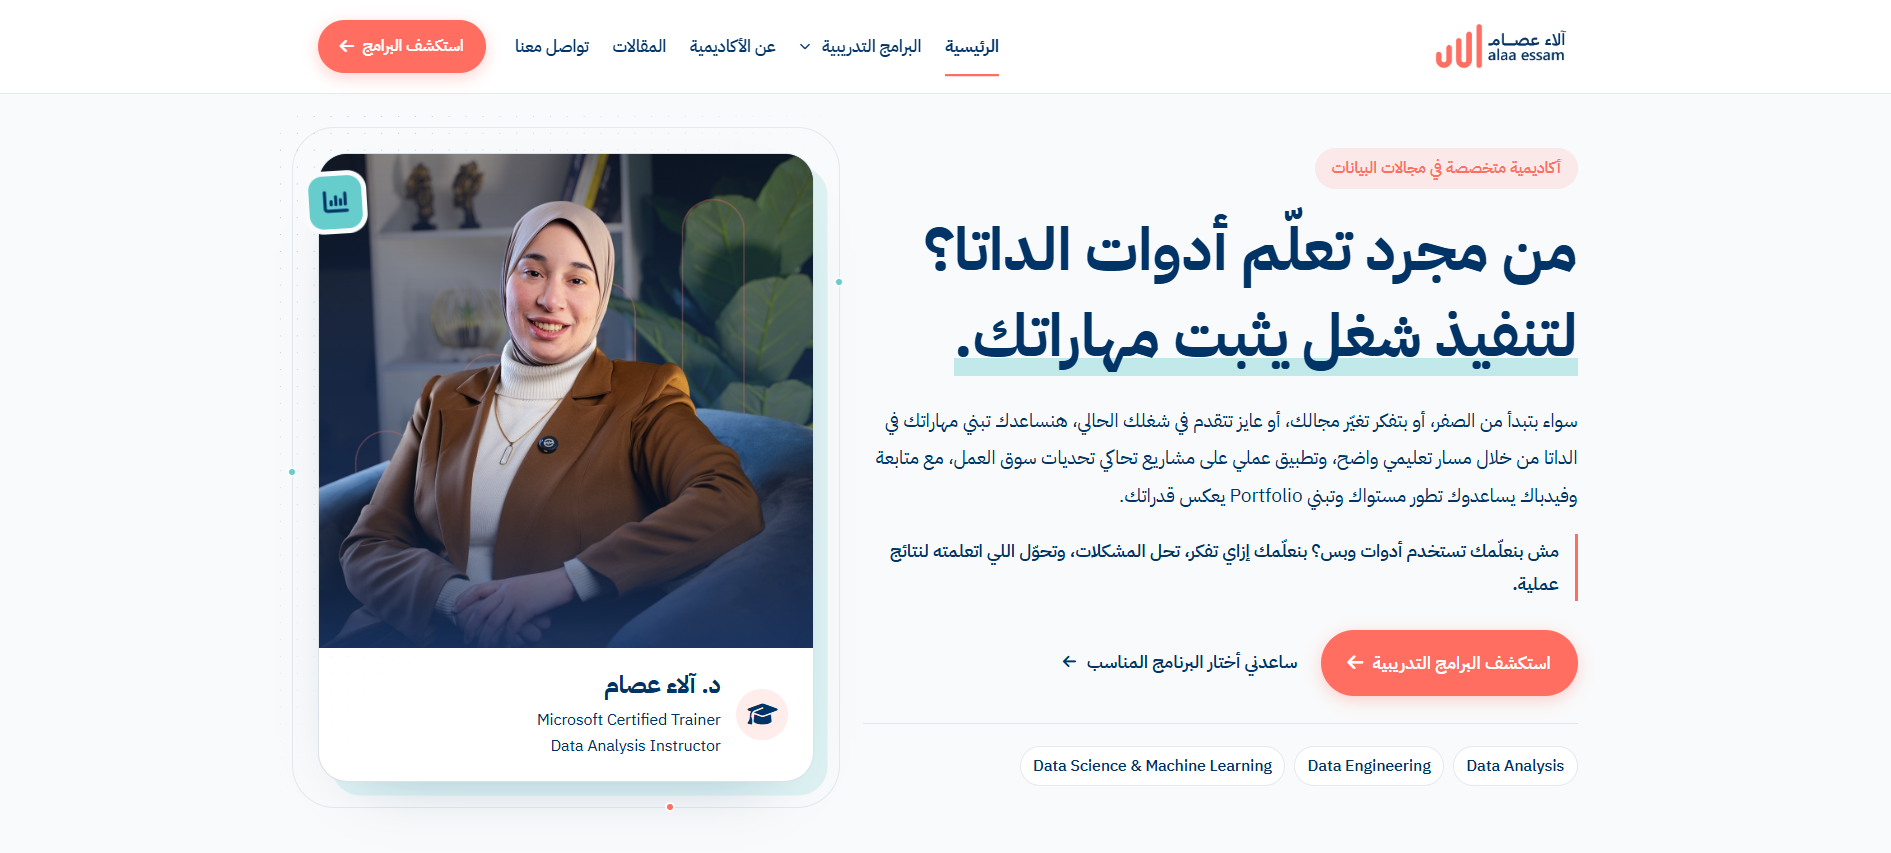 آلاء عصام
alaa essam
الرئيسية
البرامج التدريبية
عن الأكاديمية
المقالات
تواصل معنا
استكشف البرامج
أكاديمية متخصصة في مجالات البيانات
من مجرد تعلّم أدوات الداتا؟
لتنفيذ شغل يثبت مهاراتك.
سواء بتبدأ من الصفر، أو بتفكر تغيّر مجالك، أو عايز تتقدم في شغلك الحالي، هنساعدك تبني مهاراتك في
الداتا من خلال مسار تعليمي واضح، وتطبيق عملي على مشاريع تحاكي تحديات سوق العمل، مع متابعة
وفيدباك يساعدوك تطور مستواك وتبني Portfolio يعكس قدراتك.
مش بنعلّمك تستخدم أدوات وبس؟ بنعلّمك إزاي تفكر، تحل المشكلات، وتحوّل اللي اتعلمته لنتائج
عملية.
استكشف البرامج التدريبية
ساعدني أختار البرنامج المناسب
Data Analysis
Data Engineering
Data Science & Machine Learning
د. آلاء عصام
Microsoft Certified Trainer
Data Analysis Instructor